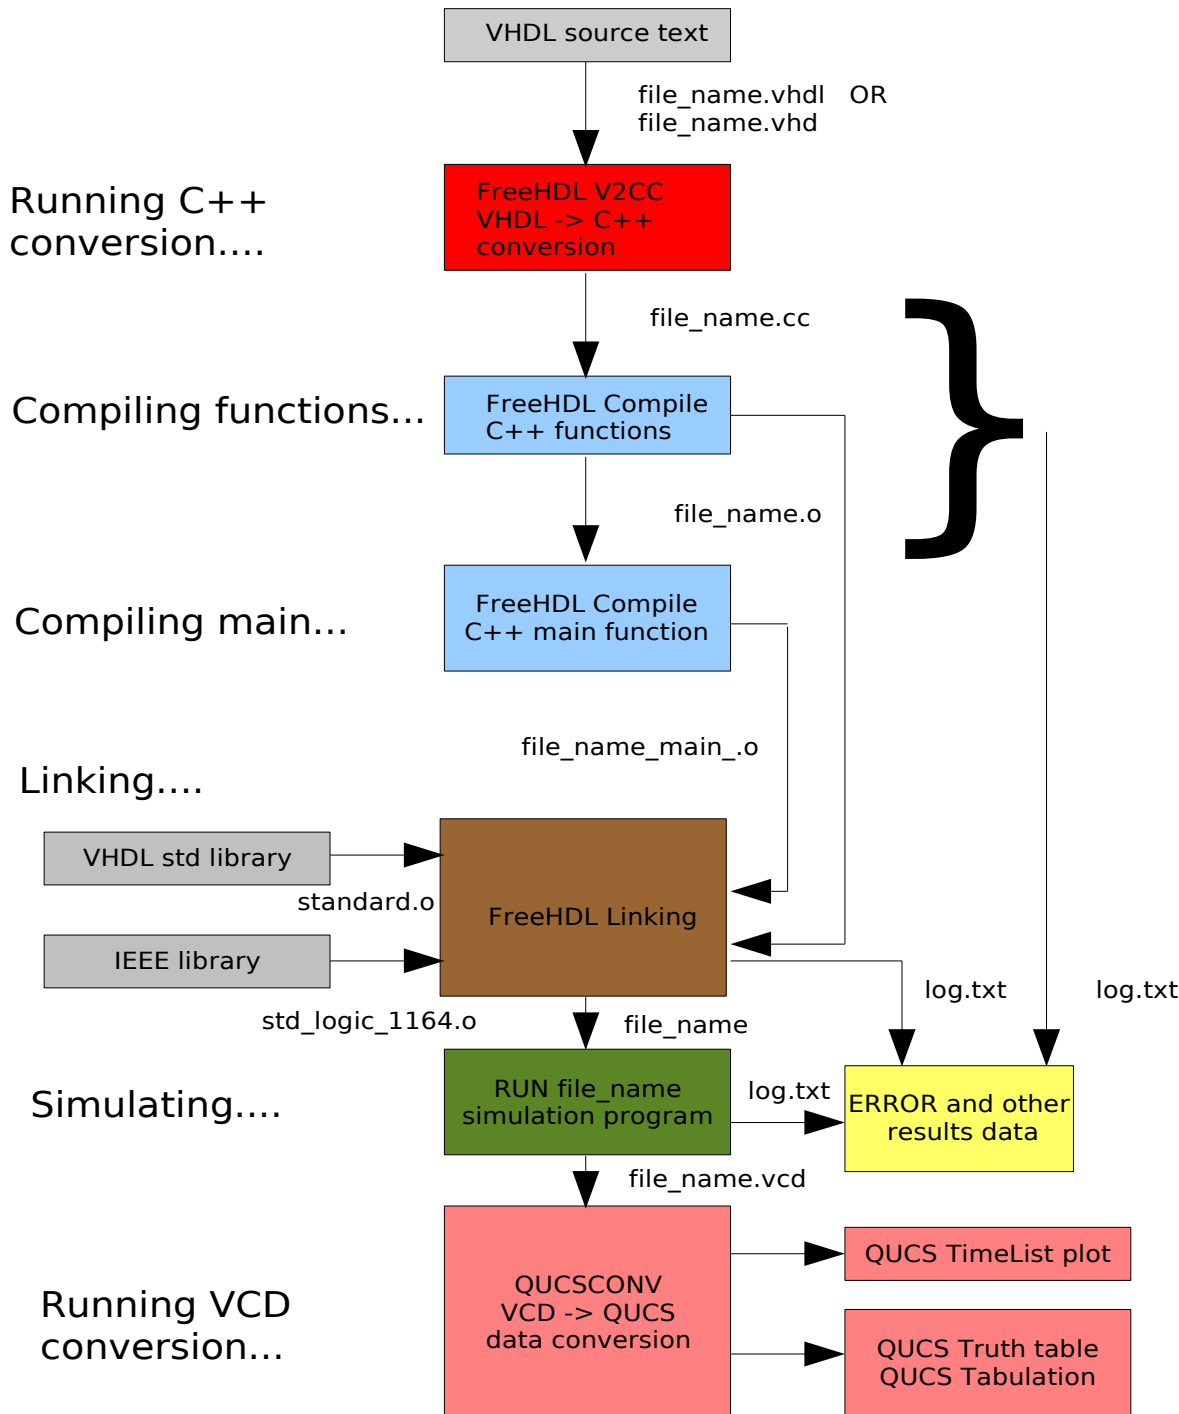 VHDL source text
file_name.vhdl OR
file_name.vhd
Running C++
conversion....
FreeHDL V2CC
VHDL -> C++
conversion
file_name.cc
}
Compiling functions...
FreeHDL Compile
C++ functions
file_name.o
Compiling main...
FreeHDL Compile
C++ main function
file_name_main_.o
Linking....
VHDL std library
standard.o
FreeHDL Linking
IEEE library
std_logic_1164.o
file_name
log.txt
log.txt
Simulating....
RUN file_name
simulation program
log.txt
ERROR and other
results data
file_name.vcd
Running VCD
conversion...
QUCSCONV
VCD -> QUCS
data conversion
QUCS TimeList plot
QUCS Truth table
QUCS Tabulation